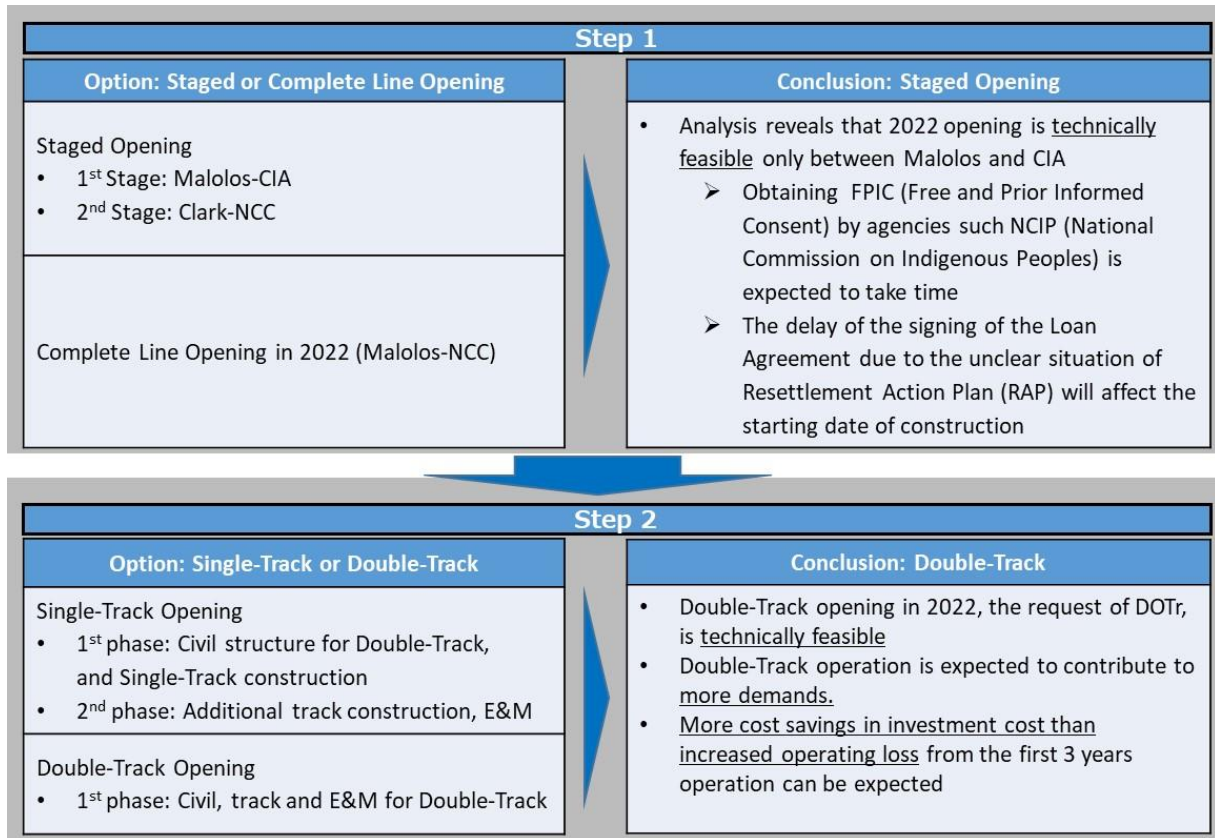 Step 1
Option: Staged or Complete Line Opening
Staged Opening
• 1st Stage: Malolos-CIA
• 2nd Stage: Clark-NCC
Complete Line Opening in 2022 (Malolos-NCC)
Conclusion: Staged Opening
• Analysis reveals that 2022 opening is technically
feasible only between Malolos and CIA
➢ Obtaining FPIC (Free and Prior Informed
Consent) by agencies such NCIP (National
Commission on Indigenous Peoples) is
expected to take time
➢ The delay of the signing of the Loan
Agreement due to the unclear situation of
Resettlement Action Plan (RAP) will affect the
starting date of construction
Step 2
Option: Single-Track or Double-Track
Single-Track Opening
• 1st phase: Civil structure for Double-Track,
and Single-Track construction
• 2nd phase: Additional track construction, E&M
Double-Track Opening
• 1st phase: Civil, track and E&M for Double-Track
Conclusion: Double-Track
• Double-Track opening in 2022, the request of DOTr,
is technically feasible
• Double-Track operation is expected to contribute to
more demands.
• More cost savings in investment cost than
increased operating loss from the first 3 years
operation can be expected